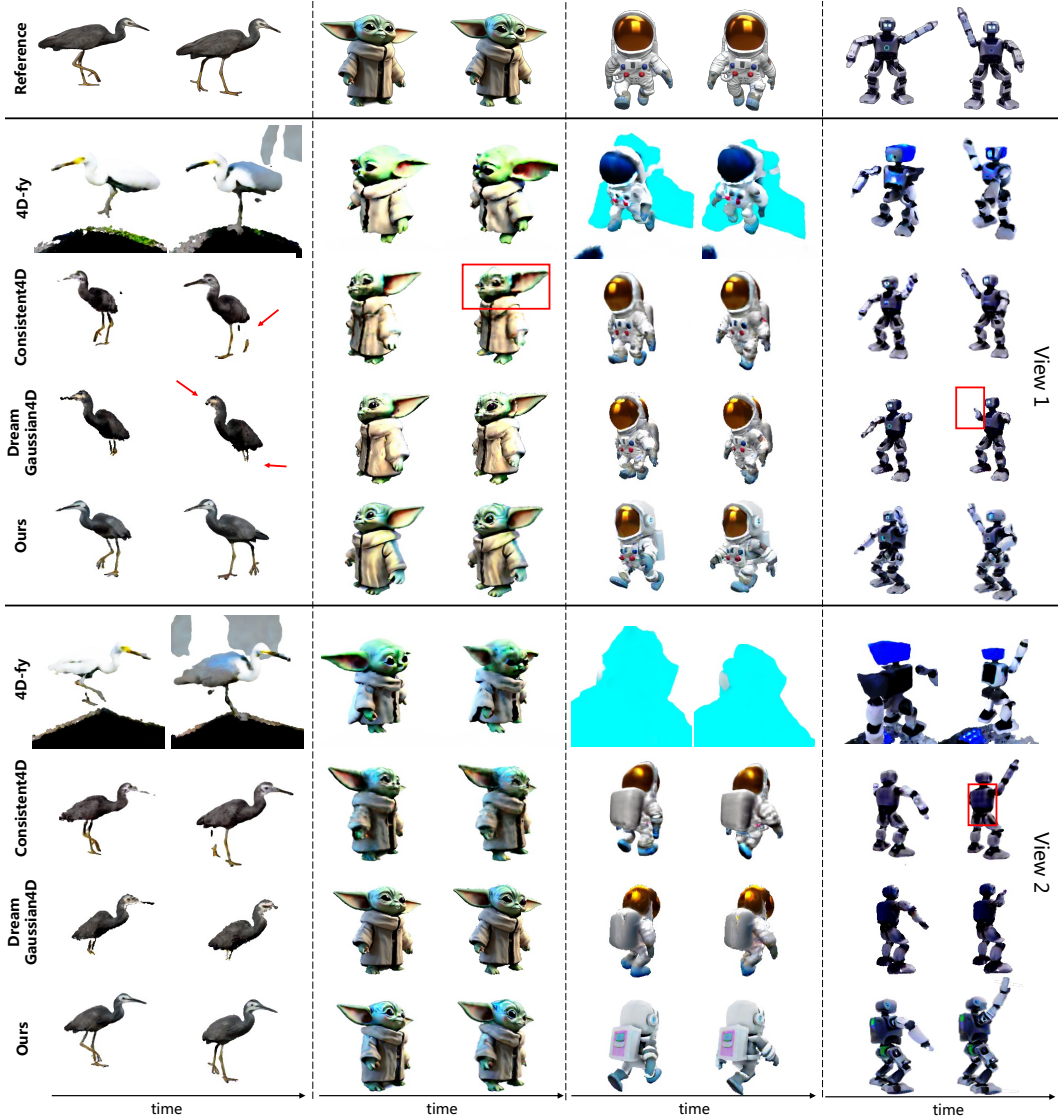 Reference
4D-fy
Consistent4D
Dream
Gaussian4D
Ours
View 1
4D-fy
Consistent4D
Dream
Gaussian4D
Ours
View 2
time
time
time
time